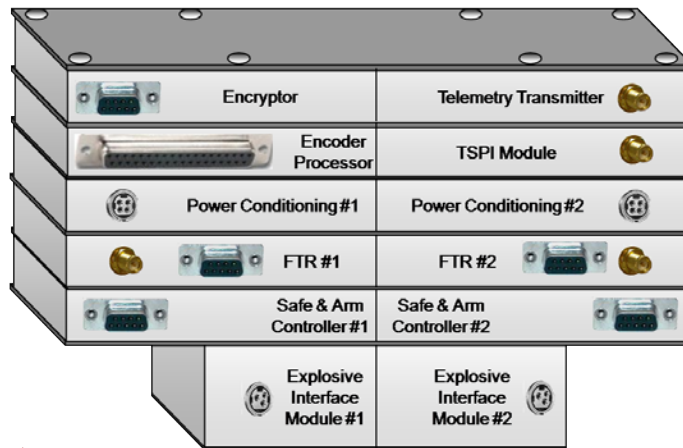 Encryptor
Telemetry Transmitter
Encoder
Processor
TSPI Module
Power Conditioning #1
Power Conditioning #2
FTR #1
FTR #2
Safe & Arm
Controller #1
Safe & Arm
Controller #2
Explosive
Interface
Module #1
Explosive
Interface
Module #2